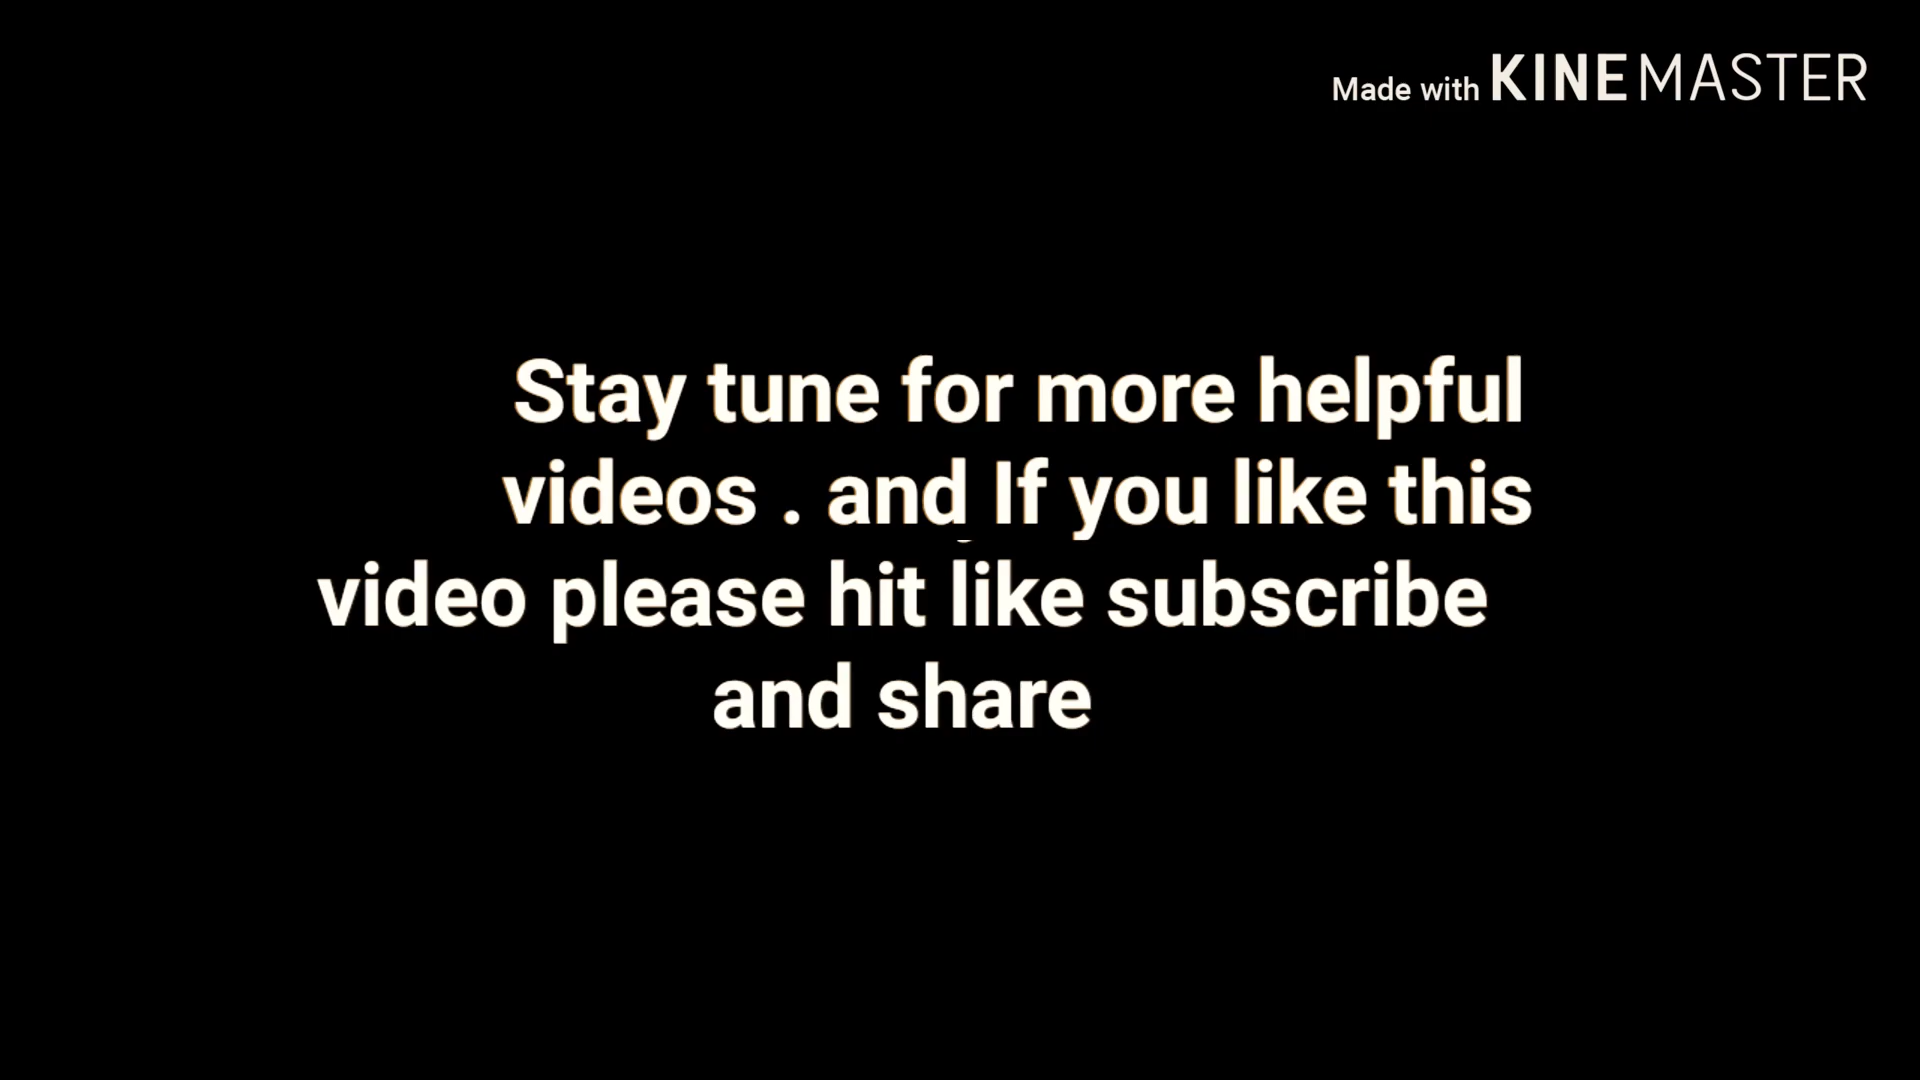 Made with KINEMASTER
Stay tune for more helpful
videos . and If you like this
video please hit like subscribe
and share